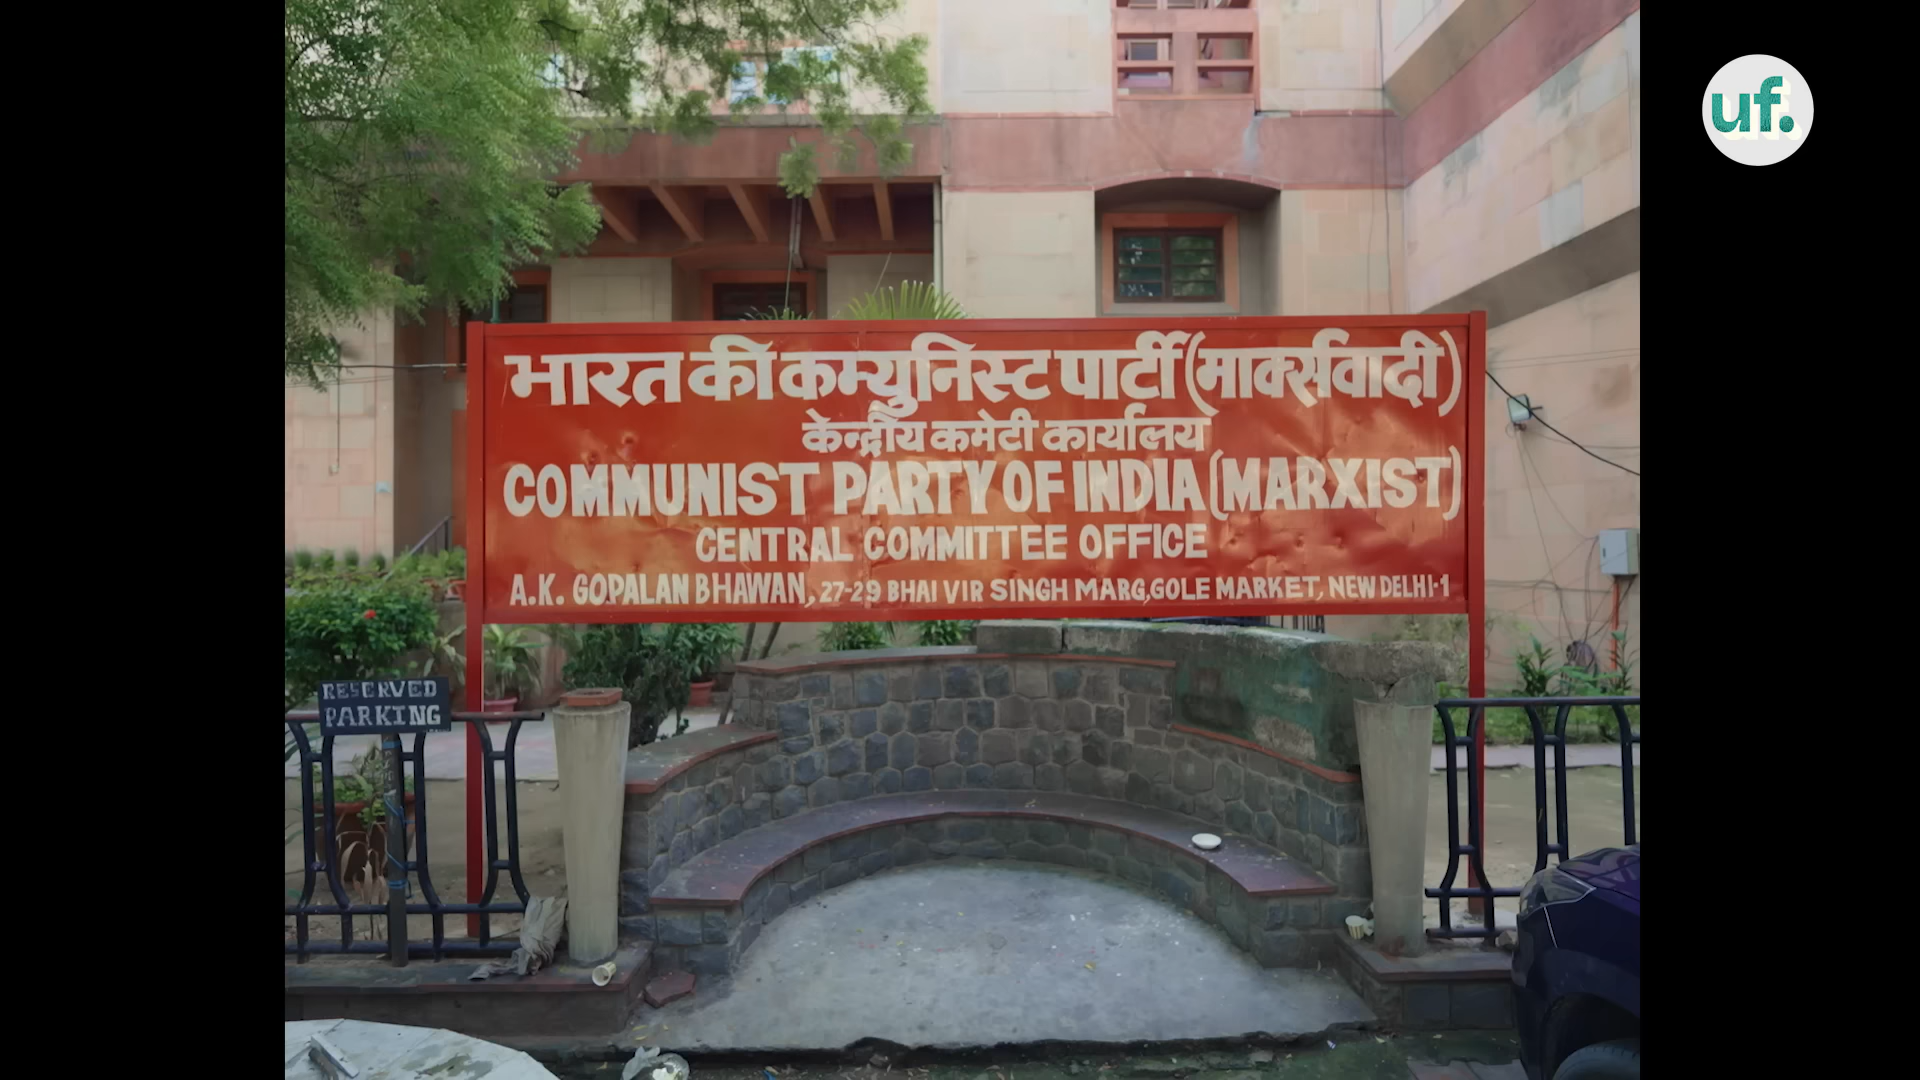 भारत की कम्युनिस्ट पार्टी (मार्क्सवादी)
केन्द्रीय कमेटी कार्यालय
COMMUNIST PARTY OF INDIA (MARXIST)
CENTRAL COMMITTEE OFFICE
A.K. GOPALAN BHAWAN, 27-29 BHAI VIR SINGH MARG, GOLE MARKET, NEW DELHI-1
RESERVED
PARKING
uf.